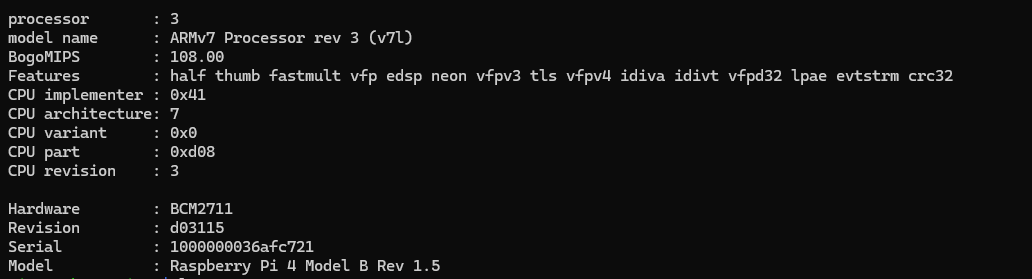 processor       : 3
model name      : ARMv7 Processor rev 3 (v7l)
BogoMIPS        : 108.00
Features        : half thumb fastmult vfp edsp neon vfpv3 tls vfpv4 idiva idivt vfpd32 lpae evtstrm crc32
CPU implementer : 0x41
CPU architecture: 7
CPU variant     : 0x0
CPU part        : 0xd08
CPU revision    : 3

Hardware        : BCM2711
Revision        : d03115
Serial          : 1000000036afc721
Model           : Raspberry Pi 4 Model B Rev 1.5